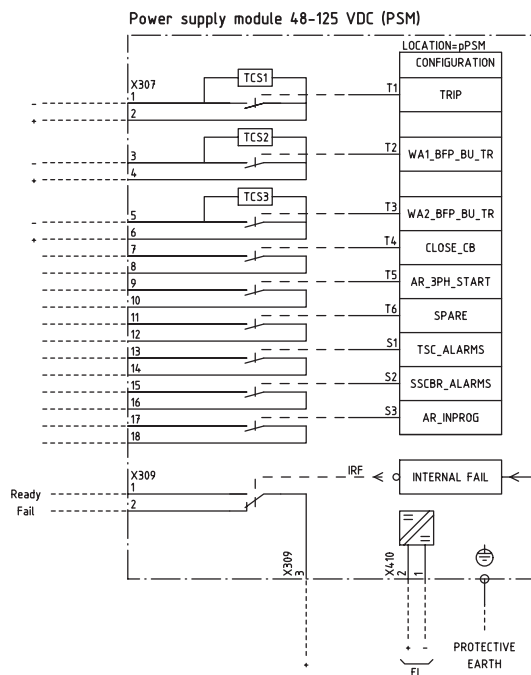 Power supply module 48-125 VDC (PSM)
LOCATION=pPSM
CONFIGURATION
X307
TCS1
1
T1
TRIP
-
2
+
TCS2
3
T2
WA1_BFP_BU_TR
-
4
+
TCS3
5
T3
WA2_BFP_BU_TR
-
6
+
7
T4
CLOSE_CB
8
9
T5
AR_3PH_START
10
11
T6
SPARE
12
13
S1
TSC_ALARMS
14
15
S2
SSCBR_ALARMS
16
17
S3
AR_INPROG
18
X309
IRF
INTERNAL FAIL
Ready
1
Fail
2
X309
3
X410
2
1
+
+
-
PROTECTIVE
EARTH